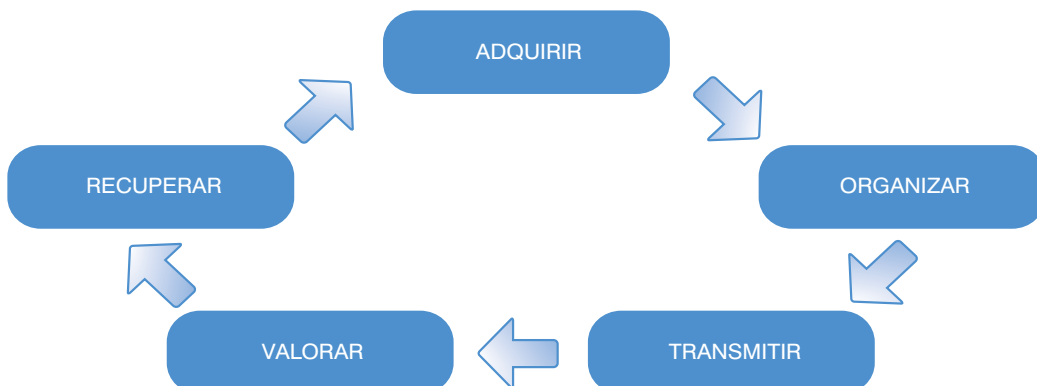 ADQUIRIR
ORGANIZAR
TRANSMITIR
VALORAR
RECUPERAR